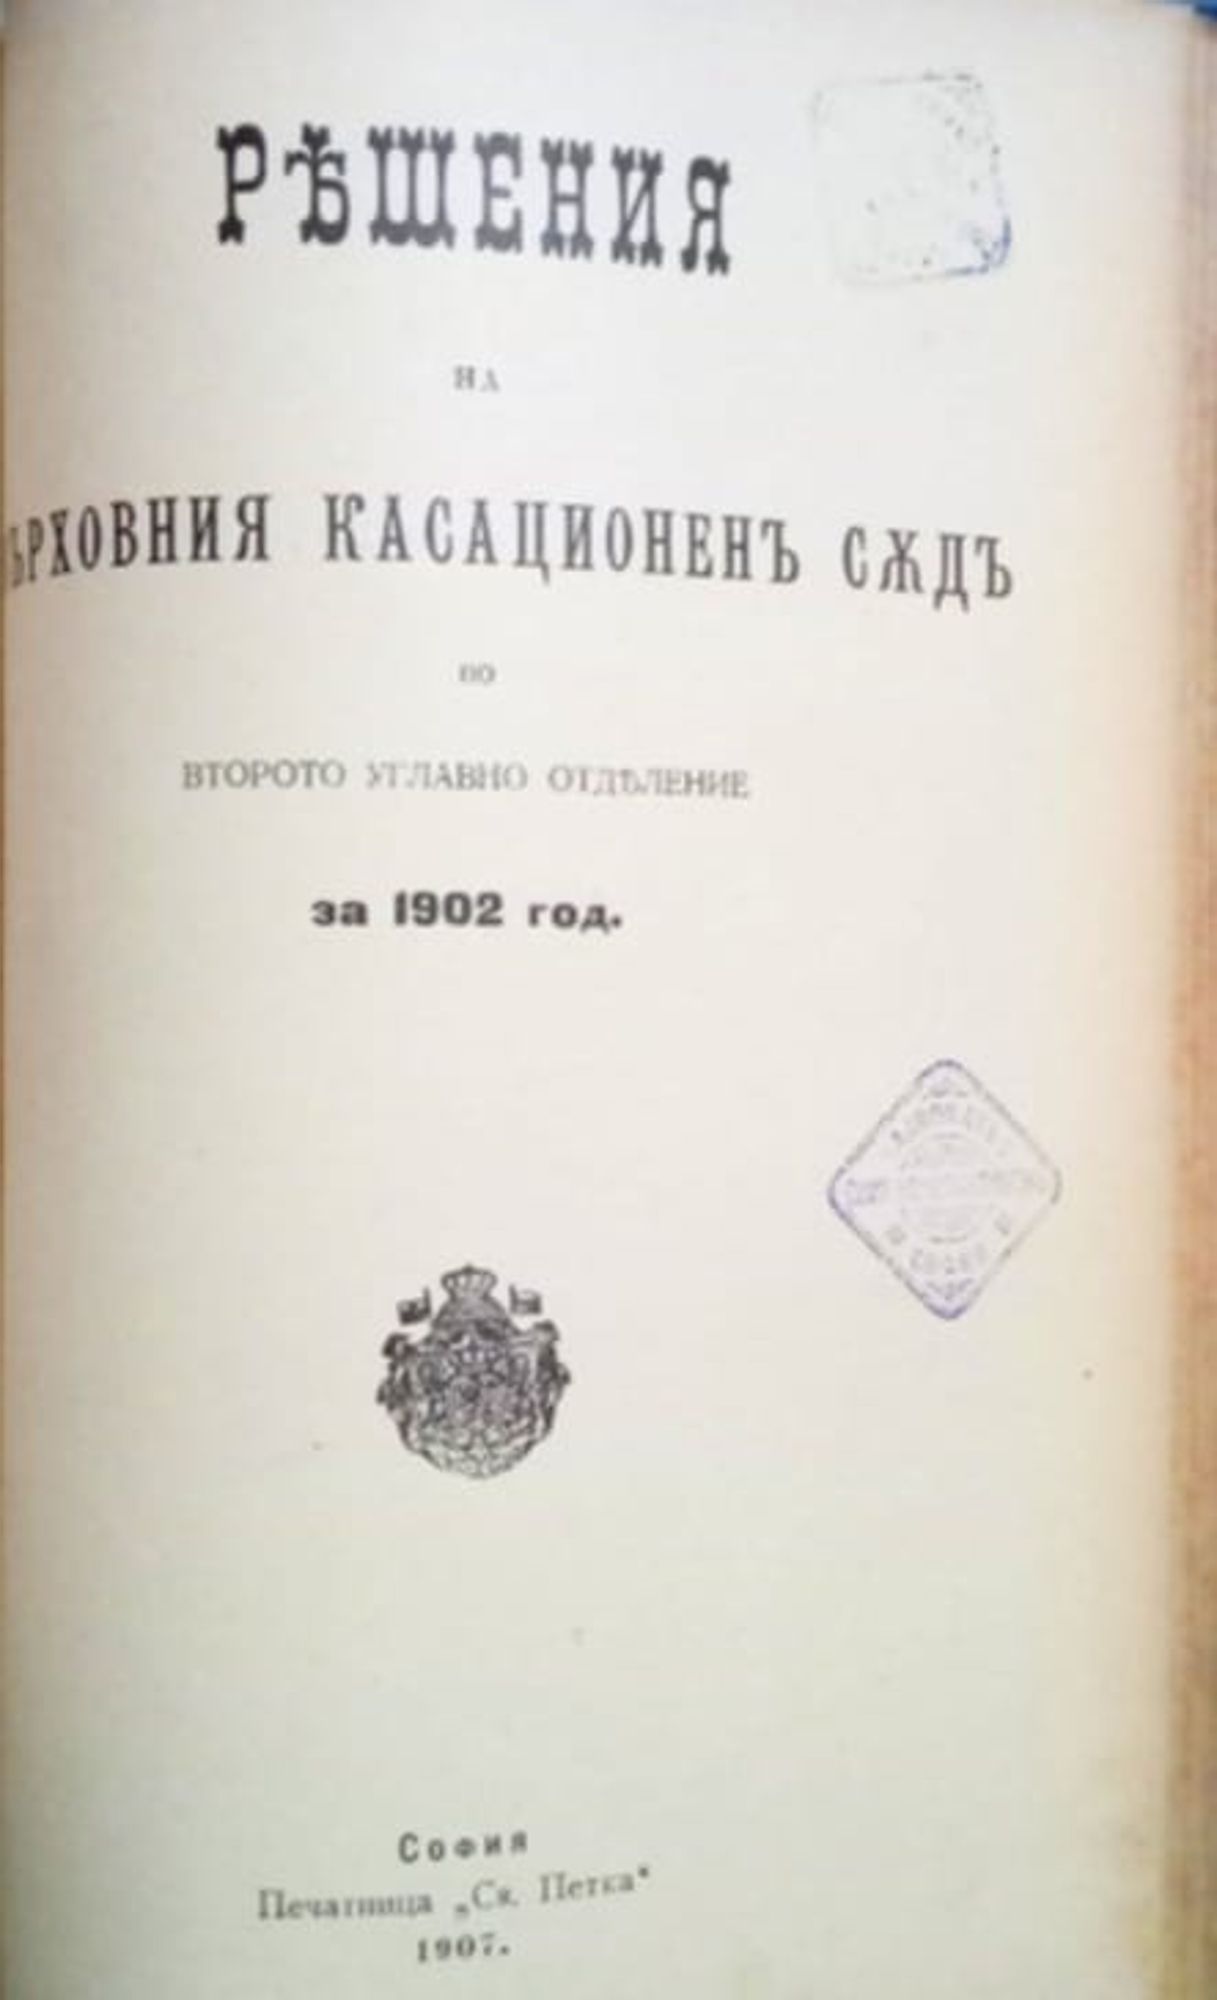 РѢШЕНИЯ
НА
ЪРХОВНИЯ КАСАЦИОНЕНЪ СѪДЪ
ПО
ВТОРОТО УГЛАВНО ОТДѢЛЕНИЕ
за 1902 год.
София
Печатница „Св. Петка“
1907.